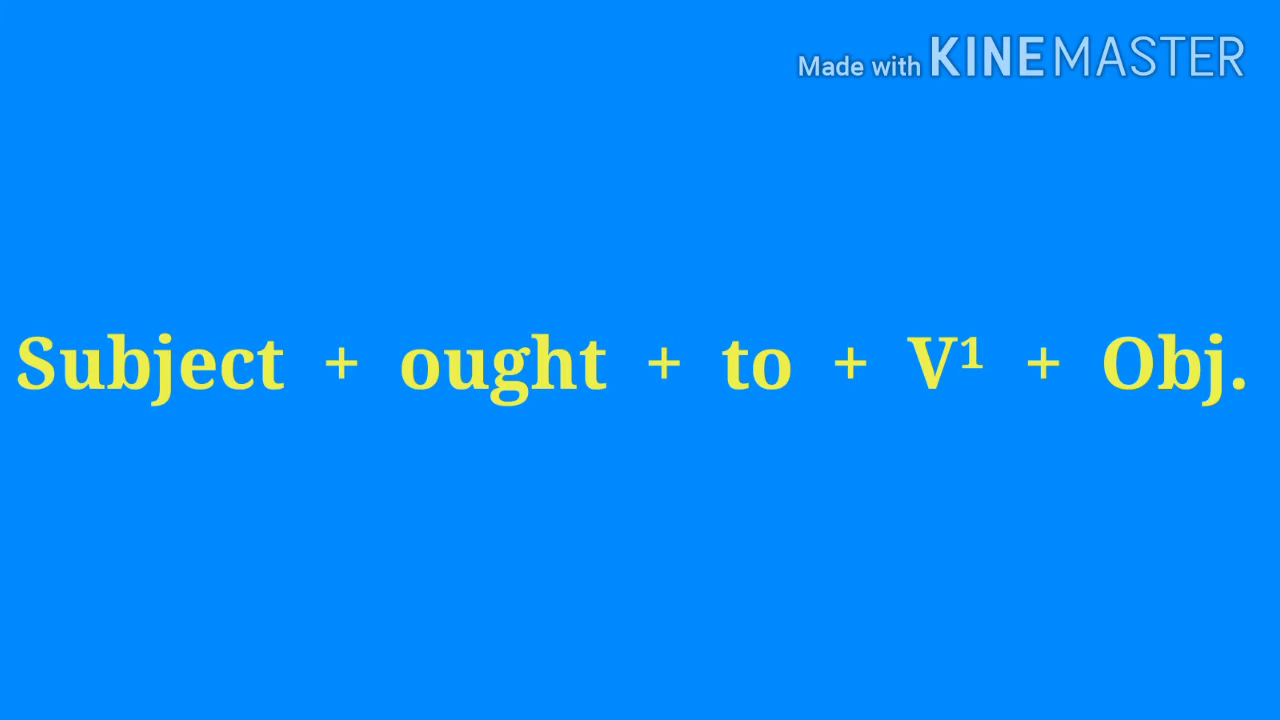 Made with KINEMASTER
Subject + ought + to + V¹ + Obj.